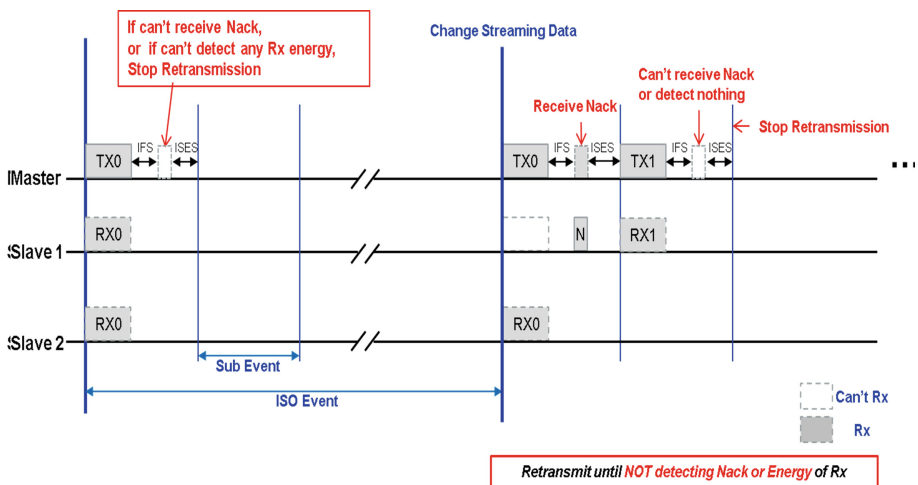 If can't receive Nack,
or if can't detect any Rx energy,
Stop Retransmission
Change Streaming Data
Can't receive Nack
or detect nothing
Receive Nack
Stop Retransmission
IFS ISES IFS ISES IFS ISES
TX0 TX0 TX1 ...
Master
RX0 N RX1
Slave 1
RX0 RX0
Slave 2
Sub Event
ISO Event
Can't Rx
Rx
Retransmit until NOT detecting Nack or Energy of Rx